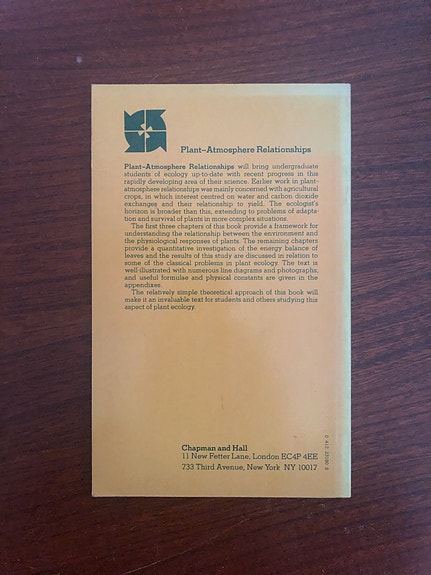 Plant-Atmosphere Relationships
Plant-Atmosphere Relationships will bring undergraduate
students of ecology up-to-date with recent progress in this
rapidly developing area of their science. Earlier work in plant-
atmosphere relationships was mainly concerned with agricultural
crops, in which interest centred on water and carbon dioxide
exchanges and their relationship to yield. The ecologist's
horizon is broader than this, extending to problems of adapta-
tion and survival of plants in more complex situations.
The first three chapters of this book provide a framework for
understanding the relationship between the environment and
the physiological responses of plants. The remaining chapters
provide a quantitative investigation of the energy balance of
leaves and the results of this study are discussed in relation to
some of the classical problems in plant ecology. The text is
well-illustrated with numerous line diagrams and photographs,
and useful formulae and physical constants are given in the
appendixes.
The relatively simple theoretical approach of this book will
make it an invaluable text for students and others studying this
aspect of plant ecology.
Chapman and Hall
11 New Fetter Lane, London EC4P 4EE
733 Third Avenue, New York NY 10017